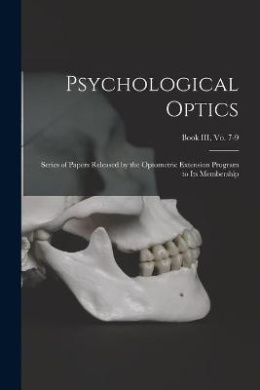 Psychological
Optics
Book III, Vo. 7-9
Series of Papers Released by the Optometric Extension Program
to Its Membership